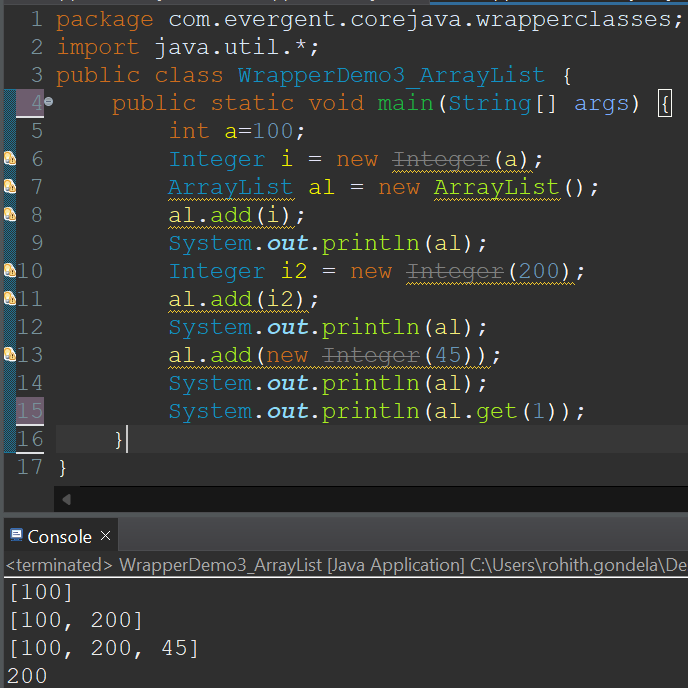 1 package com.evergent.corejava.wrapperclasses;
2 import java.util.*;
3 public class WrapperDemo3_ArrayList {
4     public static void main(String[] args) {
5         int a=100;
6         Integer i = new Integer(a);
7         ArrayList al = new ArrayList();
8         al.add(i);
9         System.out.println(al);
10         Integer i2 = new Integer(200);
11         al.add(i2);
12         System.out.println(al);
13         al.add(new Integer(45));
14         System.out.println(al);
15         System.out.println(al.get(1));
16     }
17 }
Console ×
<terminated> WrapperDemo3_ArrayList [Java Application] C:\Users\rohith.gondela\De
[100]
[100, 200]
[100, 200, 45]
200